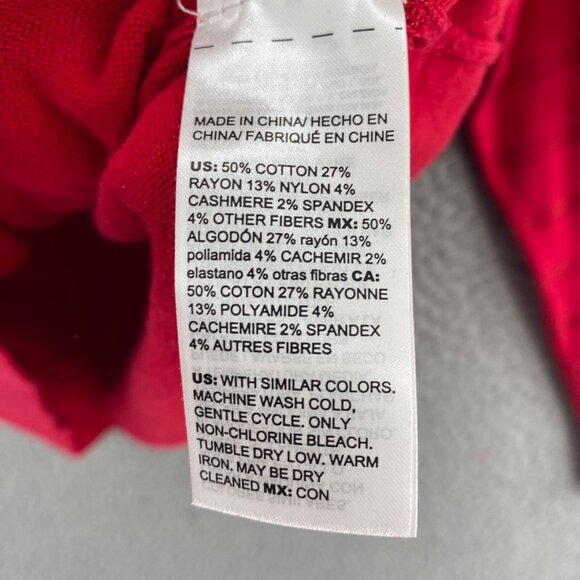 MADE IN CHINA/ HECHO EN
CHINA/ FABRIQUÉ EN CHINE
US: 50% COTTON 27%
RAYON 13% NYLON 4%
CASHMERE 2% SPANDEX
4% OTHER FIBERS MX: 50%
ALGODÓN 27% rayón 13%
poliamida 4% CACHEMIR 2%
elastano 4% otras fibras CA:
50% COTON 27% RAYONNE
13% POLYAMIDE 4%
CACHEMIRE 2% SPANDEX
4% AUTRES FIBRES
US: WITH SIMILAR COLORS.
MACHINE WASH COLD,
GENTLE CYCLE. ONLY
NON-CHLORINE BLEACH.
TUMBLE DRY LOW. WARM
IRON. MAY BE DRY
CLEANED MX: CON